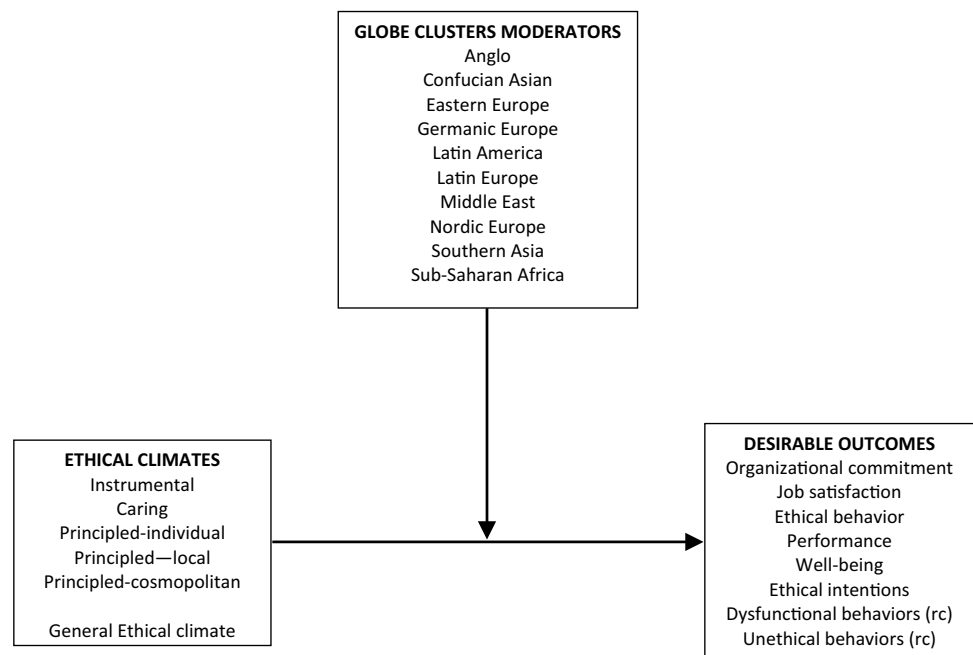 GLOBE CLUSTERS MODERATORS
Anglo
Confucian Asian
Eastern Europe
Germanic Europe
Latin America
Latin Europe
Middle East
Nordic Europe
Southern Asia
Sub-Saharan Africa
ETHICAL CLIMATES
Instrumental
Caring
Principled-individual
Principled—local
Principled-cosmopolitan
General Ethical climate
DESIRABLE OUTCOMES
Organizational commitment
Job satisfaction
Ethical behavior
Performance
Well-being
Ethical intentions
Dysfunctional behaviors (rc)
Unethical behaviors (rc)